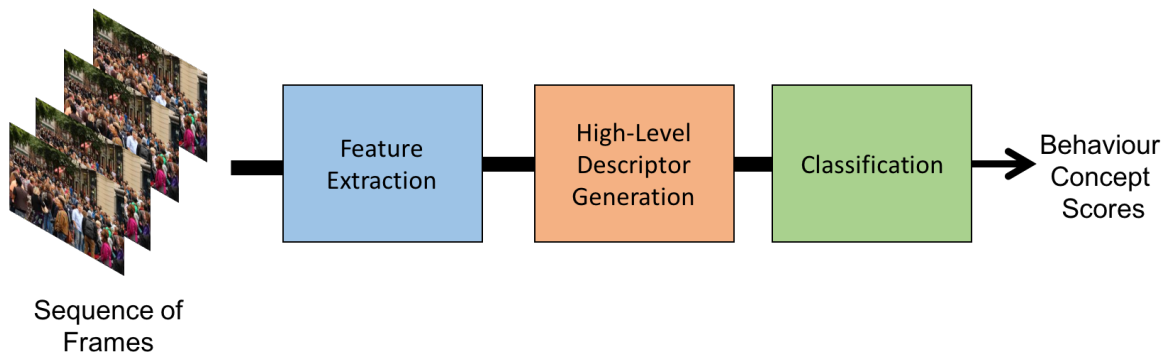 Sequence of
Frames
Feature
Extraction
High-Level
Descriptor
Generation
Classification
Behaviour
Concept
Scores